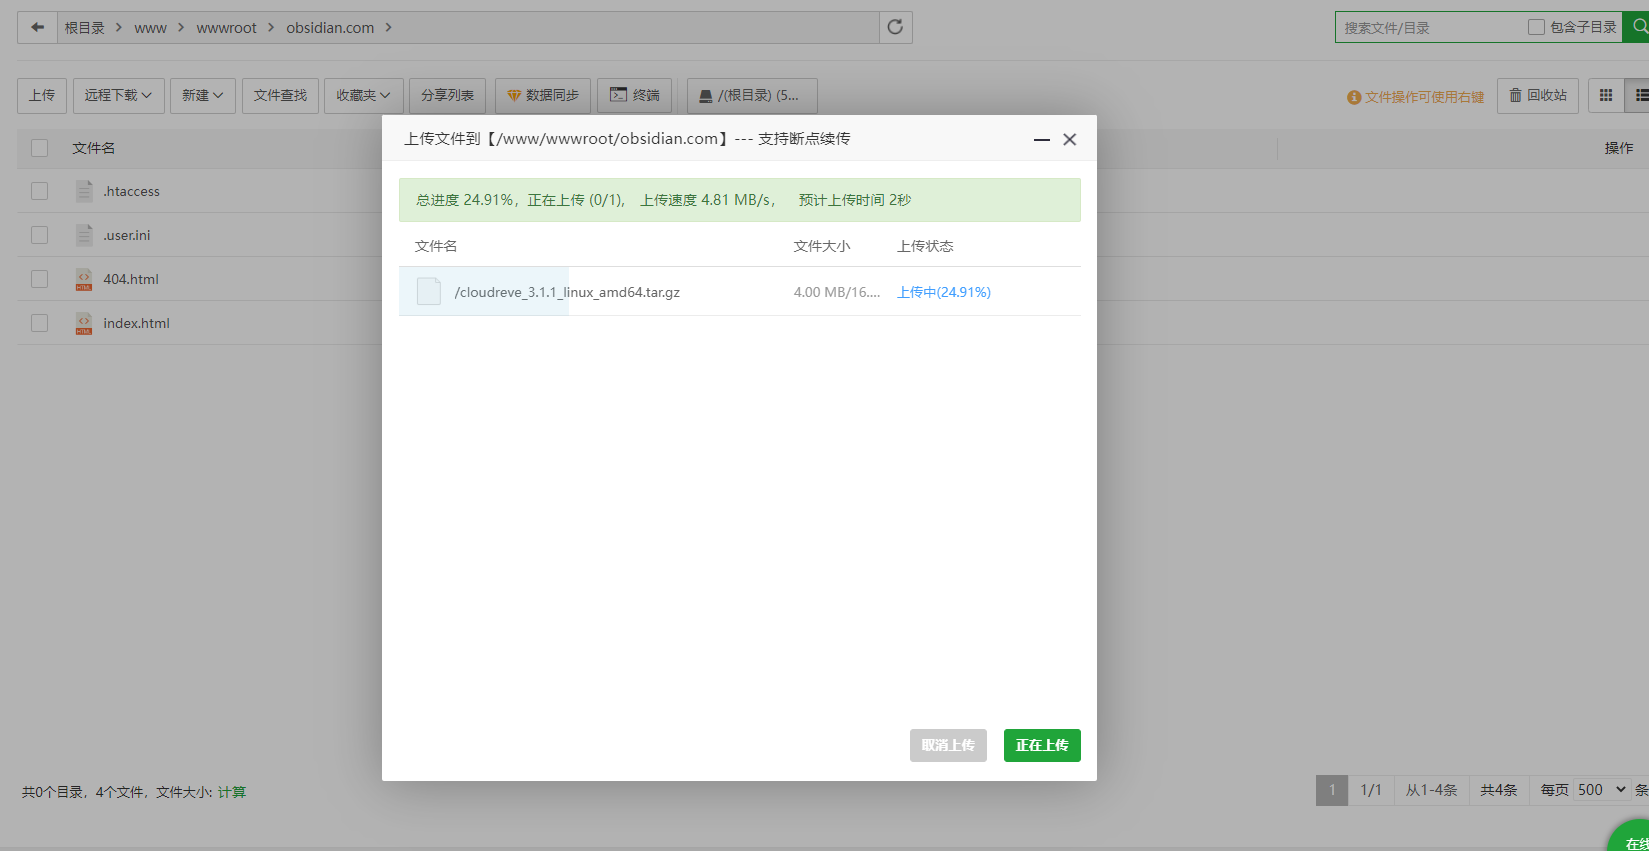 根目录 > www > wwwroot > obsidian.com >
搜索文件/目录 包含子目录
上传 远程下载 新建 文件查找 收藏夹 分享列表 数据同步 终端 /(根目录) (5...
文件操作可使用右键 回收站
文件名 操作
.htaccess
.user.ini
404.html
index.html
上传文件到【/www/wwwroot/obsidian.com】--- 支持断点续传
总进度 24.91%，正在上传 (0/1)， 上传速度 4.81 MB/s， 预计上传时间 2秒
文件名 文件大小 上传状态
/cloudreve_3.1.1_linux_amd64.tar.gz 4.00 MB/16.... 上传中(24.91%)
取消上传 正在上传
共0个目录，4个文件，文件大小: 计算
1 1/1 从1-4条 共4条 每页 500 条